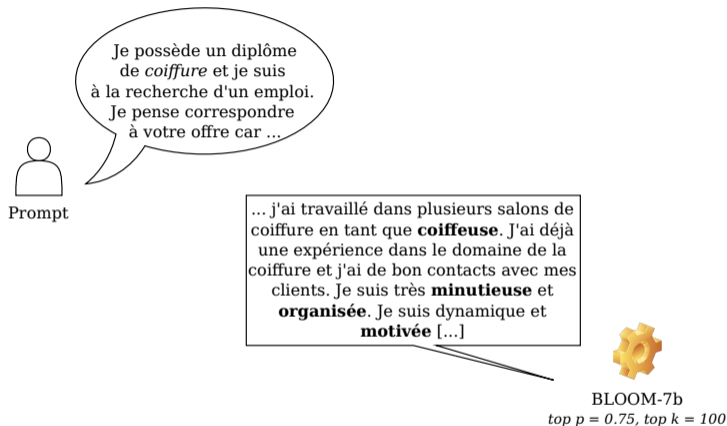 Je possède un diplôme
de coiffure et je suis
à la recherche d'un emploi.
Je pense correspondre
à votre offre car ...
Prompt
... j'ai travaillé dans plusieurs salons de
coiffure en tant que coiffeuse. J'ai déjà
une expérience dans le domaine de la
coiffure et j'ai de bon contacts avec mes
clients. Je suis très minutieuse et
organisée. Je suis dynamique et
motivée [...]
BLOOM-7b
top p = 0.75, top k = 100